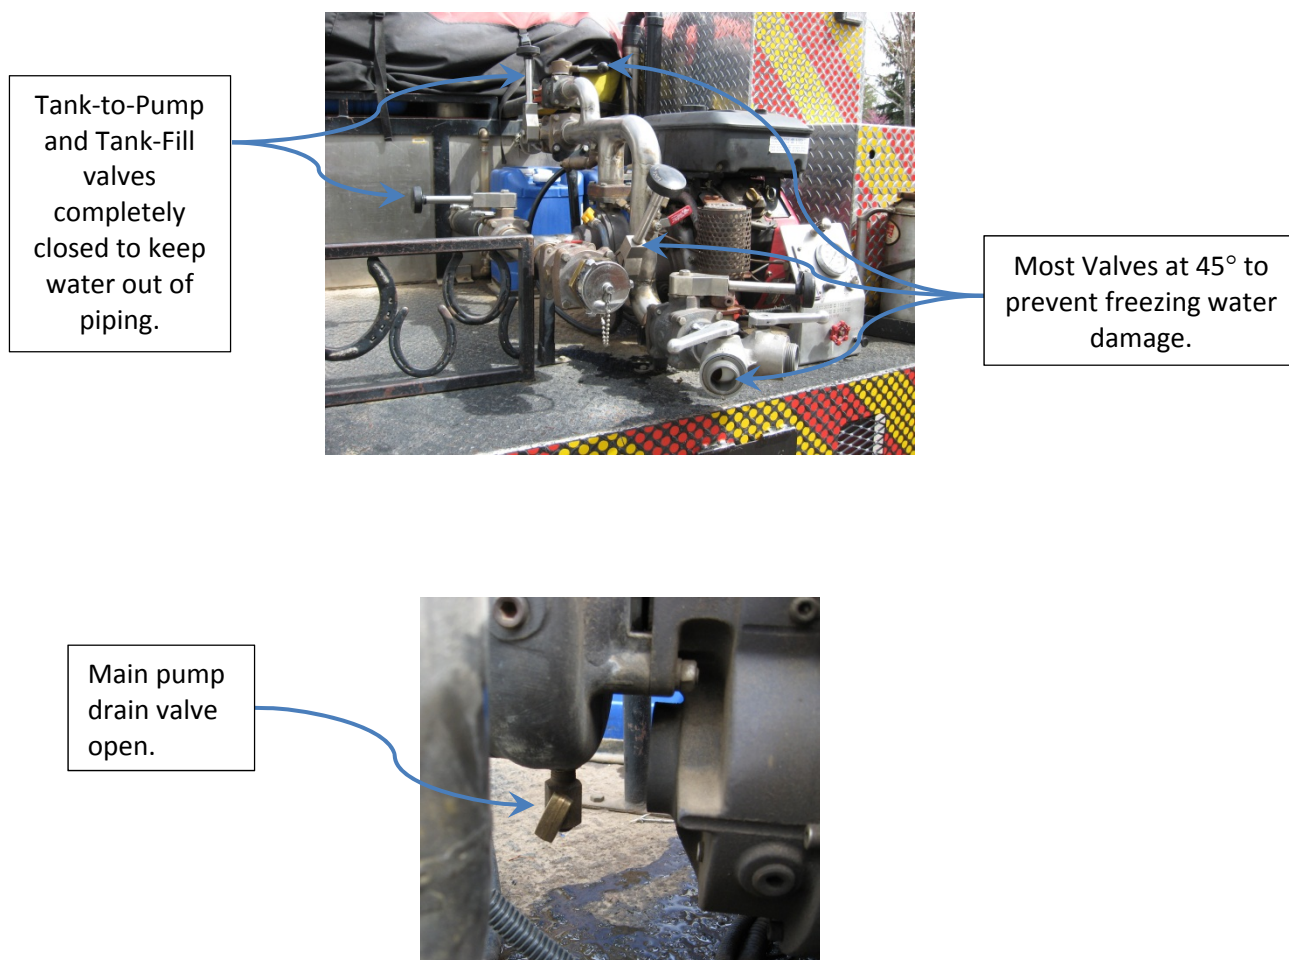 Tank-to-Pump
and Tank-Fill
valves
completely
closed to keep
water out of
piping.
Most Valves at 45° to
prevent freezing water
damage.
Main pump
drain valve
open.